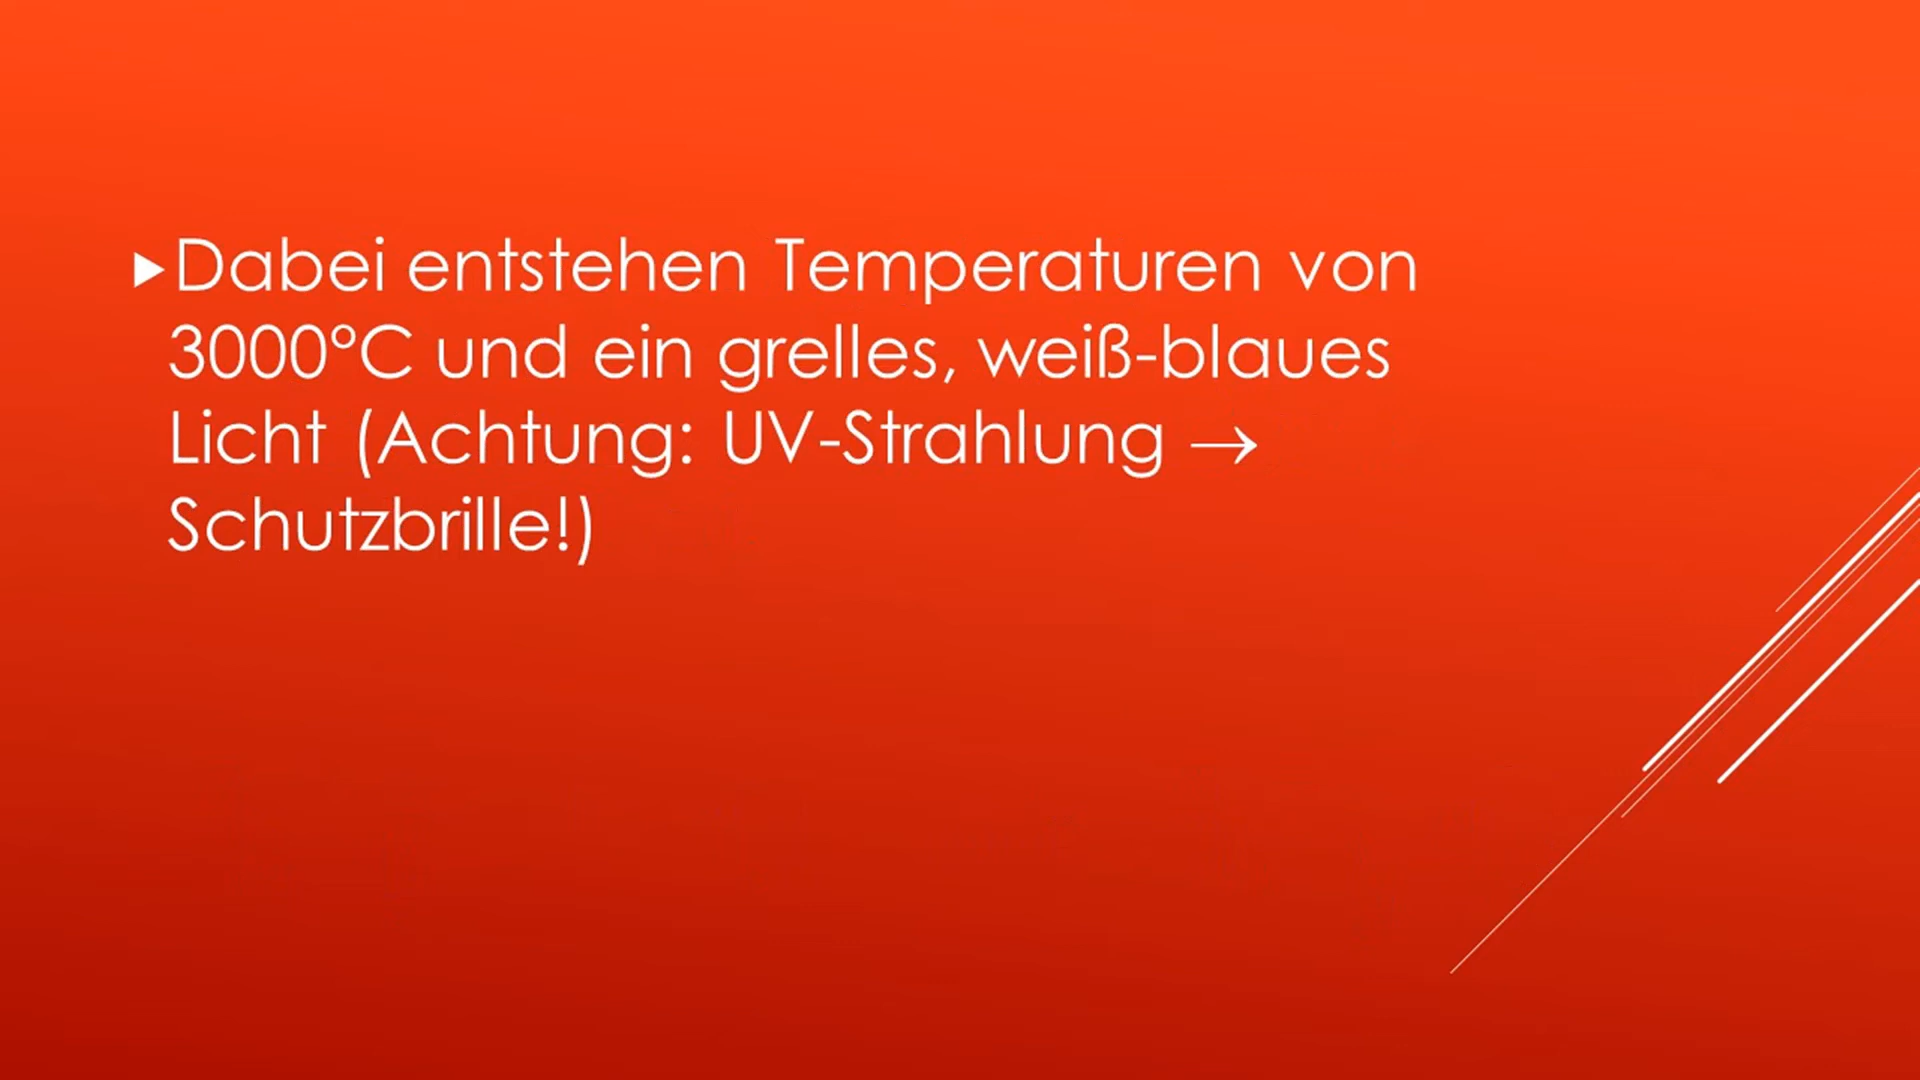 ▶Dabei entstehen Temperaturen von
3000°C und ein grelles, weiß-blaues
Licht (Achtung: UV-Strahlung →
Schutzbrille!)